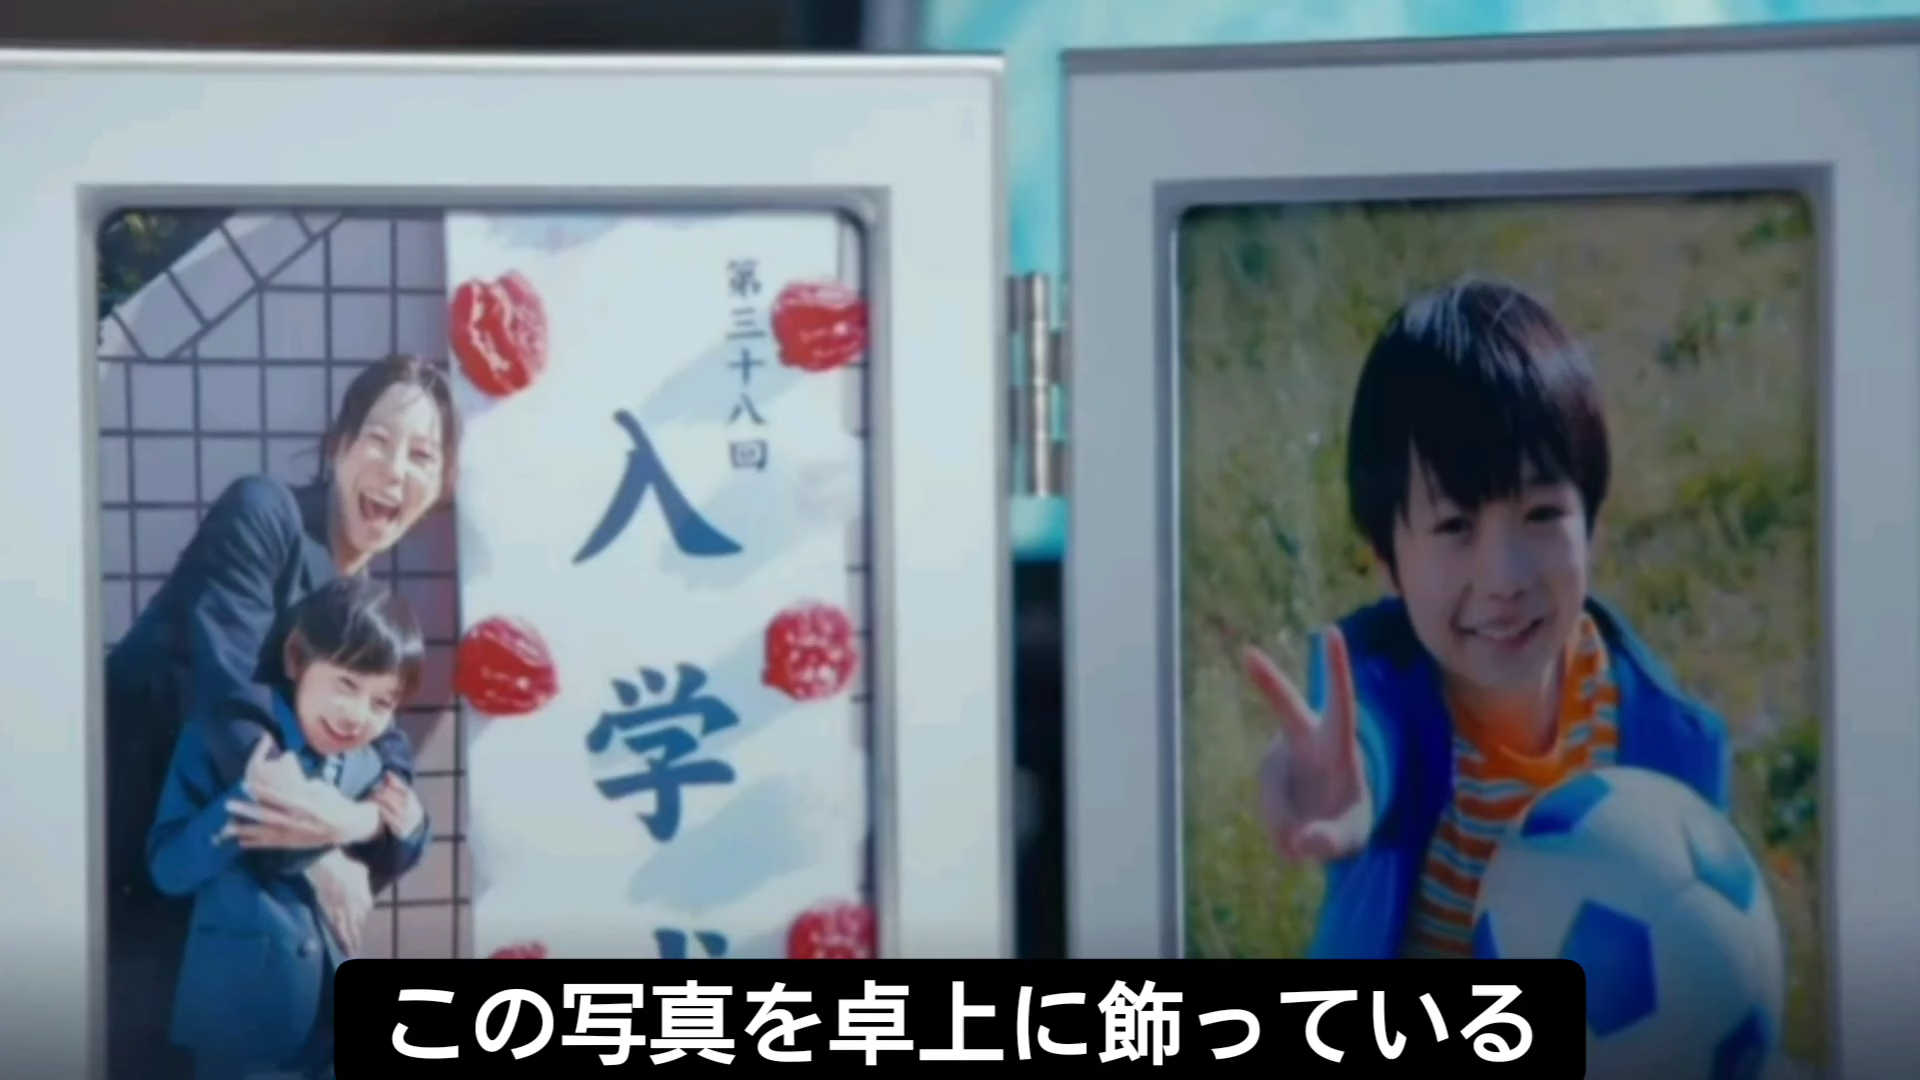 第三十八回
入学
この写真を卓上に飾っている